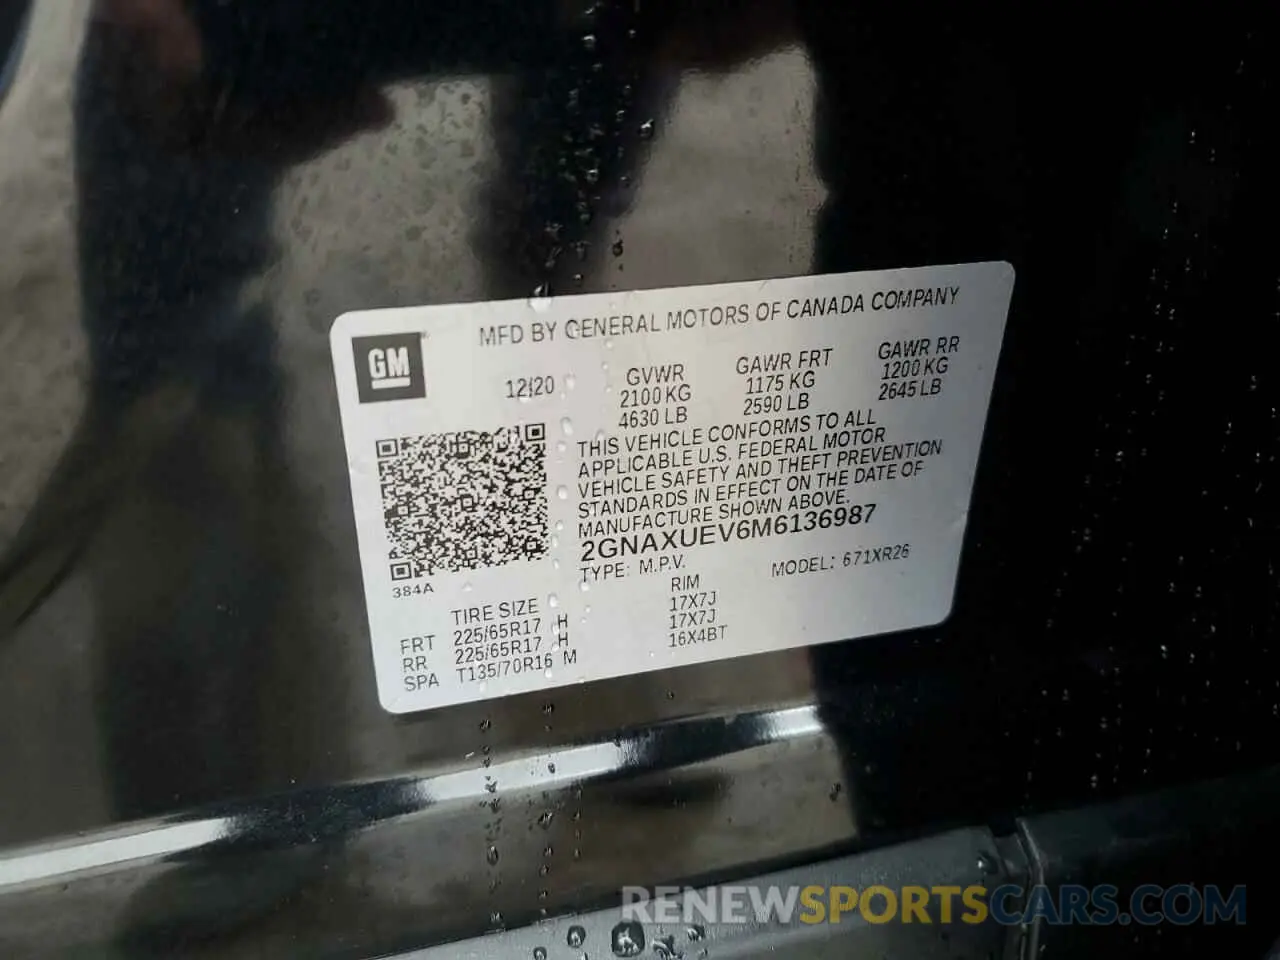 GM
MFD BY GENERAL MOTORS OF CANADA COMPANY
12/20
GVWR
2100 KG
4630 LB
GAWR FRT
1175 KG
2590 LB
GAWR RR
1200 KG
2645 LB
THIS VEHICLE CONFORMS TO ALL
APPLICABLE U.S. FEDERAL MOTOR
VEHICLE SAFETY AND THEFT PREVENTION
STANDARDS IN EFFECT ON THE DATE OF
MANUFACTURE SHOWN ABOVE.
2GNAXUEV6M6136987
TYPE: M.P.V.
MODEL: 671XR26
384A
TIRE SIZE RIM
FRT 225/65R17 H 17X7J
RR 225/65R17 H 17X7J
SPA T135/70R16 M 16X4BT
RENEWSPORTSCARS.COM